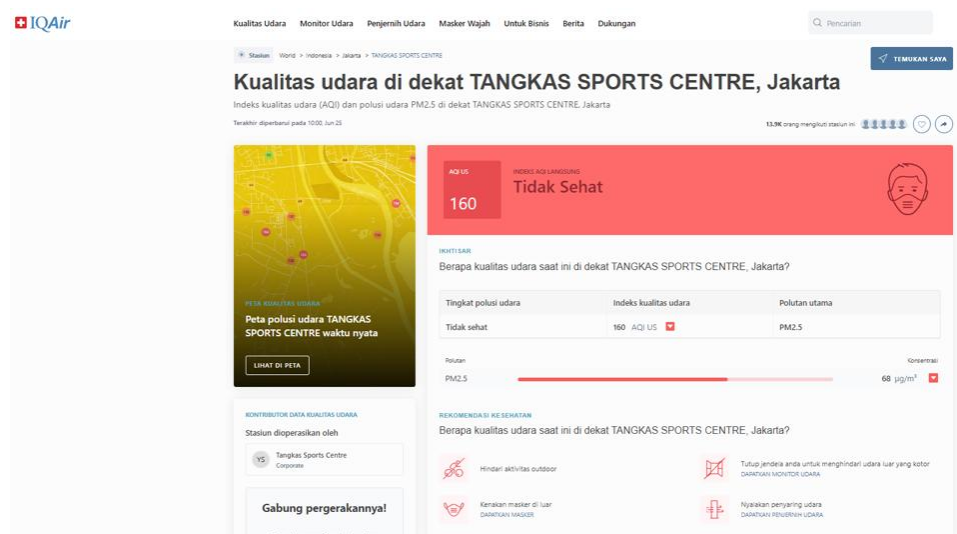 IQAir
Kualitas Udara Monitor Udara Penjernih Udara Masker Wajah Untuk Bisnis Berita Dukungan
Pencarian
Stasiun World > Indonesia > Jakarta > TANGKAS SPORTS CENTRE
TEMUKAN SAYA
Kualitas udara di dekat TANGKAS SPORTS CENTRE, Jakarta
Indeks kualitas udara (AQI) dan polusi udara PM2.5 di dekat TANGKAS SPORTS CENTRE, Jakarta
Terakhir diperbarui pada 10:00, Jun 25
13.9K orang mengikuti stasiun ini
PETA KUALITAS UDARA
Peta polusi udara TANGKAS
SPORTS CENTRE waktu nyata
LIHAT DI PETA
AQI US
160
INDEKS AQI LANGSUNG
Tidak Sehat
IKHTISAR
Berapa kualitas udara saat ini di dekat TANGKAS SPORTS CENTRE, Jakarta?
Tingkat polusi udara Indeks kualitas udara Polutan utama
Tidak sehat 160 AQI US PM2.5
Polutan Konsentrasi
PM2.5 68 µg/m³
KONTRIBUTOR DATA KUALITAS UDARA
Stasiun dioperasikan oleh
YS
Tangkas Sports Centre
Corporate
Gabung pergerakannya!
REKOMENDASI KESEHATAN
Berapa kualitas udara saat ini di dekat TANGKAS SPORTS CENTRE, Jakarta?
Hindari aktivitas outdoor
Tutup jendela anda untuk menghindari udara luar yang kotor
DAPATKAN MONITOR UDARA
Kenakan masker di luar
DAPATKAN MASKER
Nyalakan penyaring udara
DAPATKAN PENJERNIH UDARA